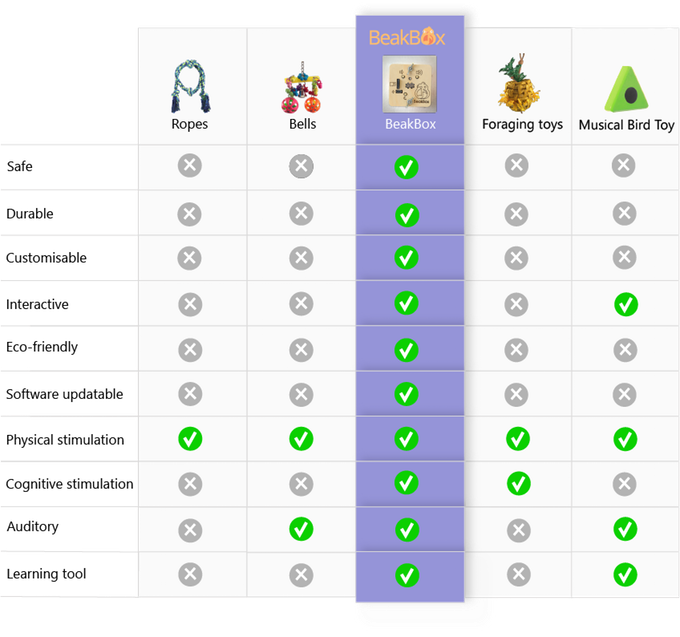 BeakBox
Ropes
Bells
BeakBox
Foraging toys
Musical Bird Toy
Safe
Durable
Customisable
Interactive
Eco-friendly
Software updatable
Physical stimulation
Cognitive stimulation
Auditory
Learning tool